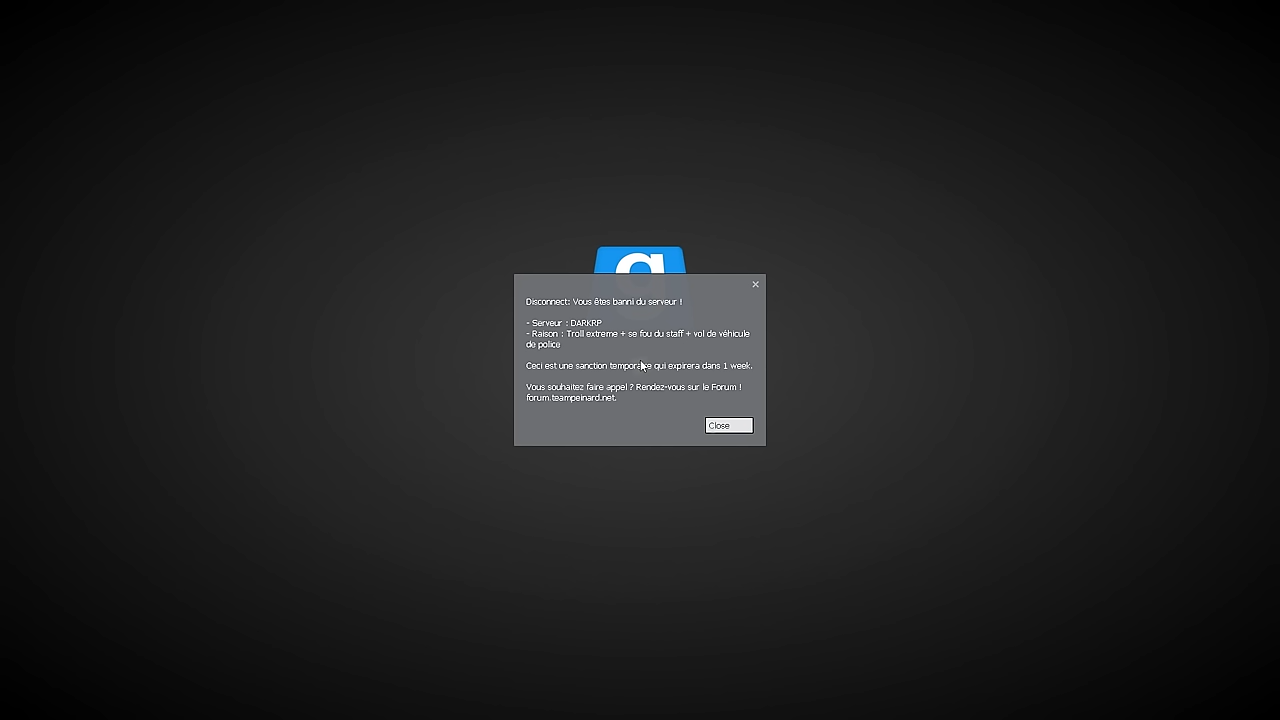 g
Disconnect: Vous êtes banni du serveur !
- Serveur : DARKRP
- Raison : Troll extreme + se fou du staff + vol de véhicule
de police
Ceci est une sanction temporaire qui expirera dans 1 week.
Vous souhaitez faire appel ? Rendez-vous sur le Forum !
forum.teampeinard.net.
Close